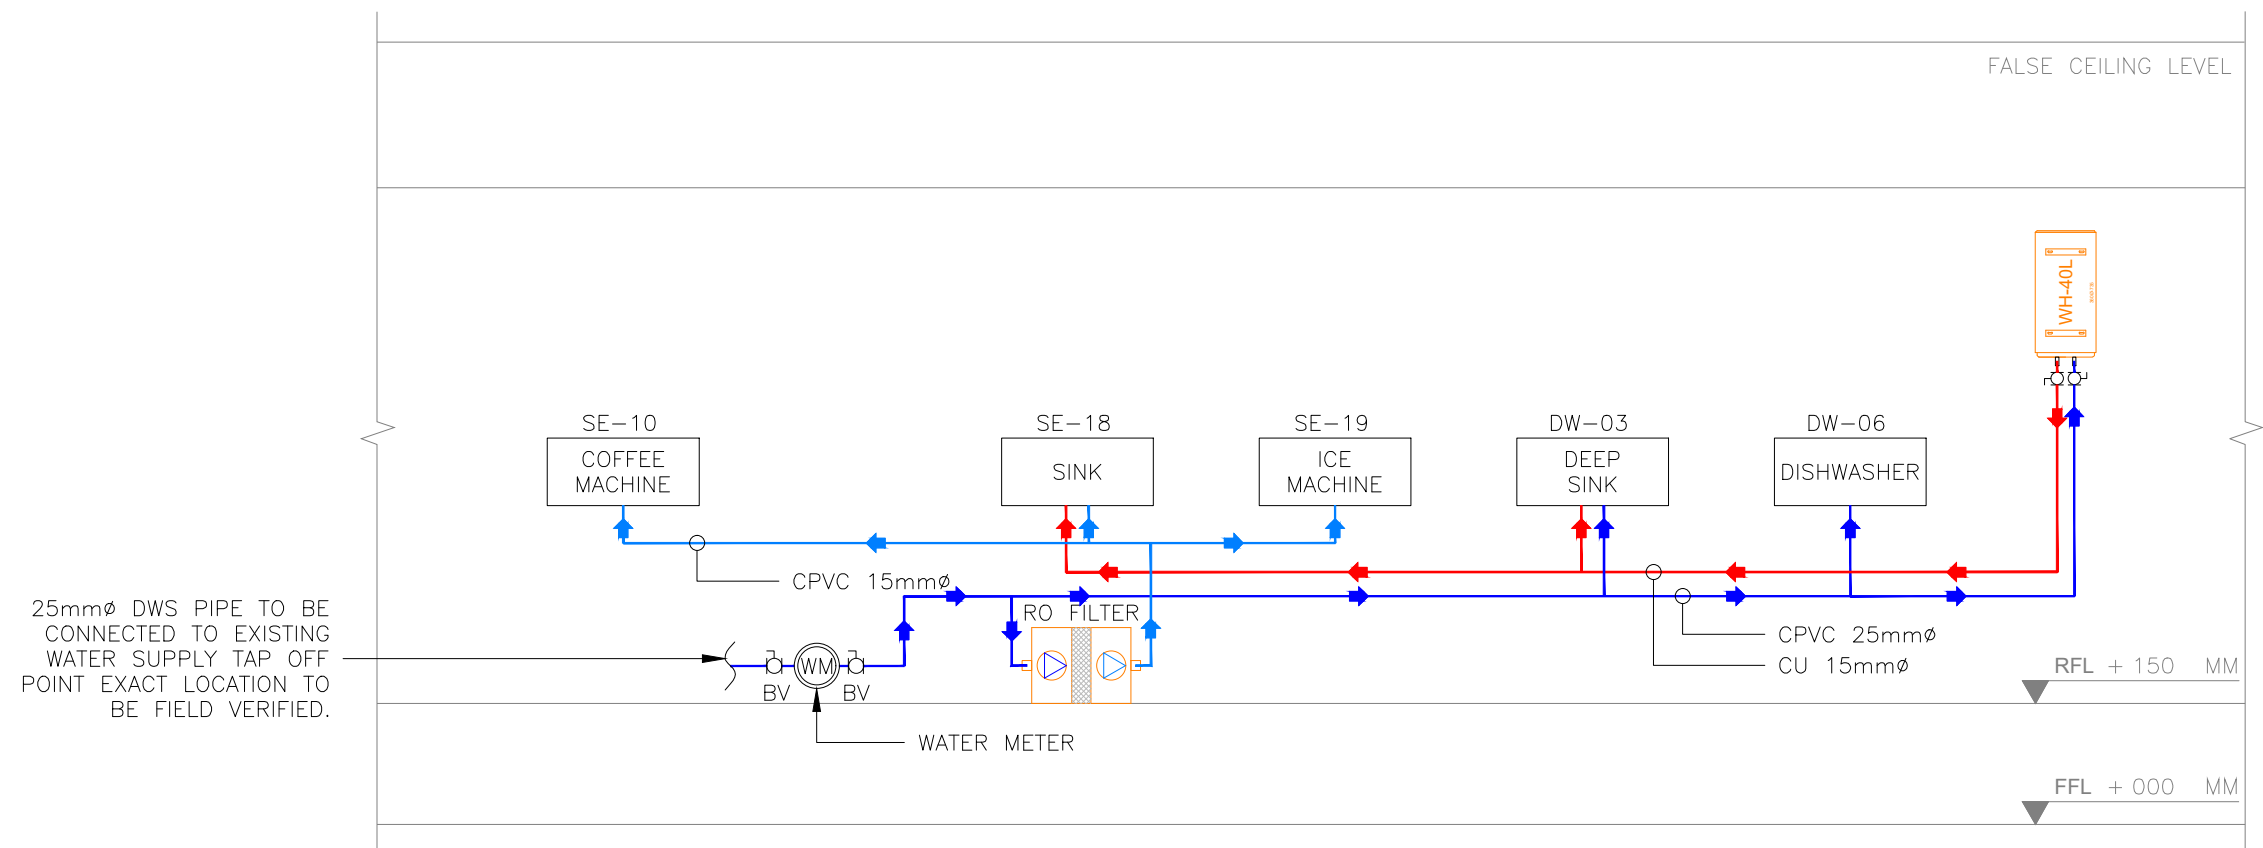 FALSE CEILING LEVEL
WH-40L
SE-10
COFFEE
MACHINE
SE-18
SINK
SE-19
ICE
MACHINE
DW-03
DEEP
SINK
DW-06
DISHWASHER
CPVC 15mmø
25mmø DWS PIPE TO BE
CONNECTED TO EXISTING
WATER SUPPLY TAP OFF
POINT EXACT LOCATION TO
BE FIELD VERIFIED.
BV
WM
BV
WATER METER
RO FILTER
CPVC 25mmø
CU 15mmø
RFL + 150 MM
FFL + 000 MM